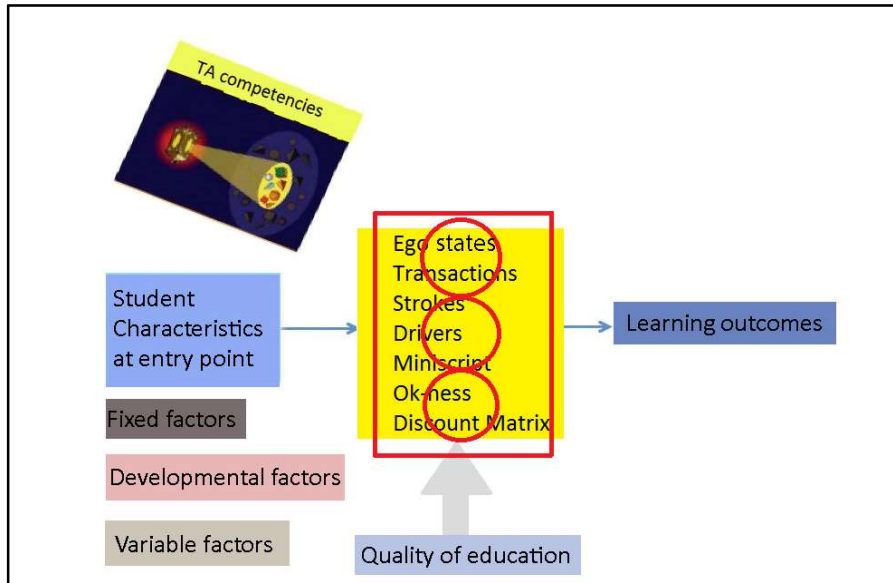 TA competencies
Student
Characteristics
at entry point
Fixed factors
Developmental factors
Variable factors
Ego states
Transactions
Strokes
Drivers
Miniscript
Ok-ness
Discount Matrix
Quality of education
Learning outcomes